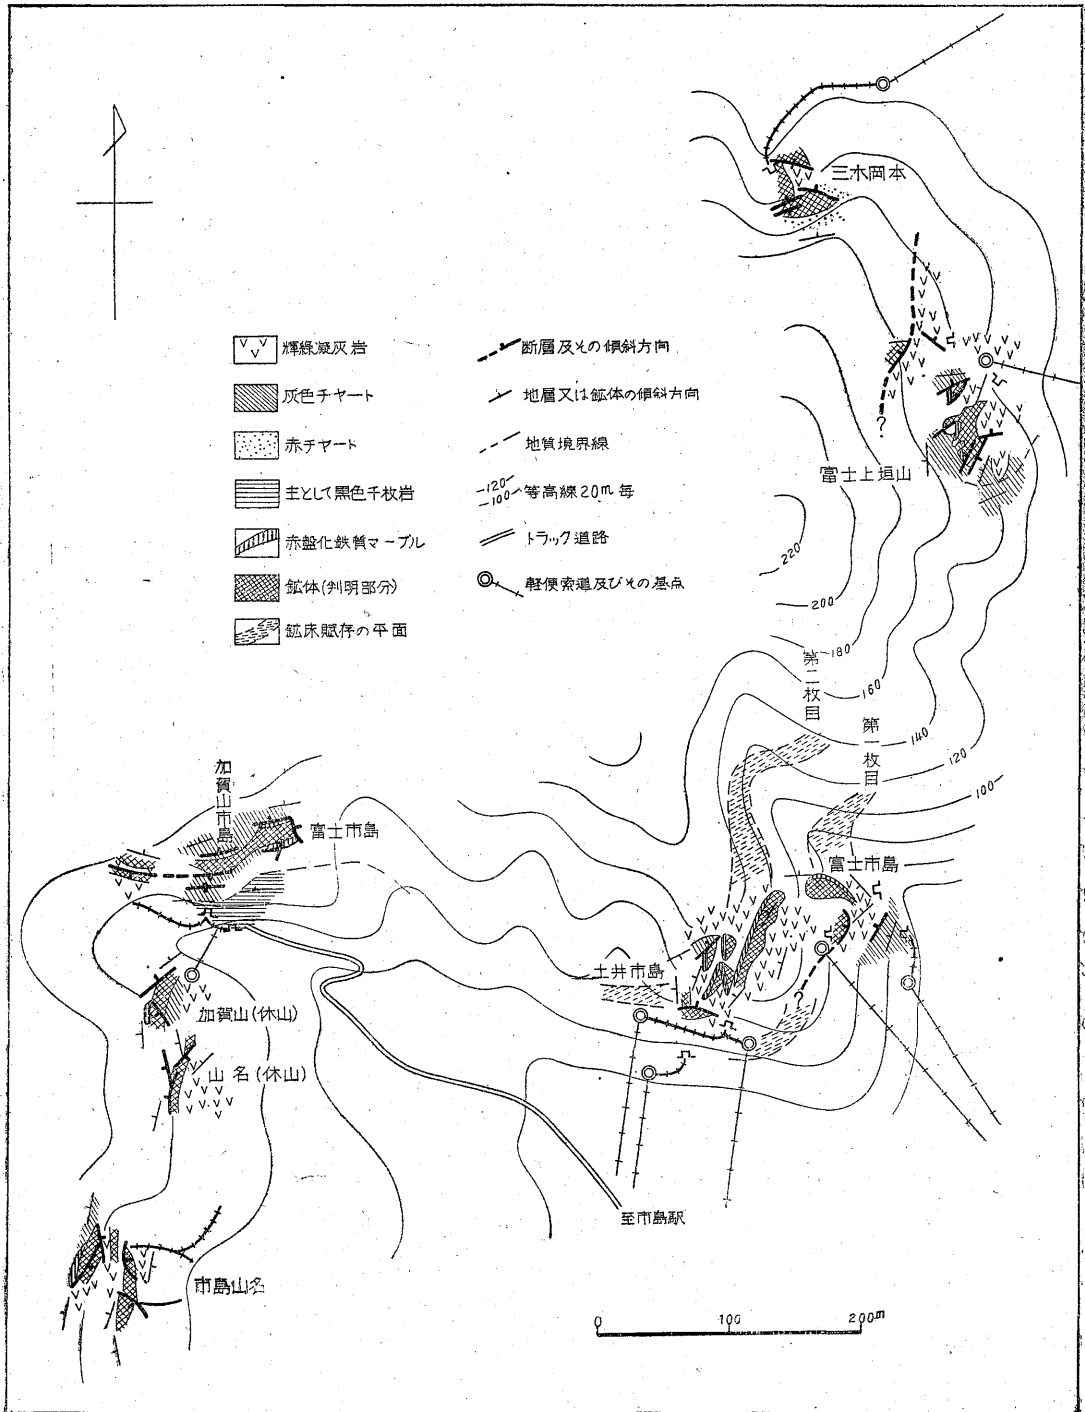 三木岡本
輝緑凝灰岩
灰色チヤート
赤チヤート
主として黒色千枚岩
赤盤化鉄質マーブル
鉱体(判明部分)
鉱床賦存の平面
断層及その傾斜方向
地層又は鉱体の傾斜方向
地質境界線
-120-
-100-
等高線20m毎
トラック道路
軽便索道及びその基点
?
富士上垣山
220
200
180
160
140
120
100
第二枚目
第一枚目
加賀山市島
富士市島
富士市島
土井市島
?
加賀山(休山)
山名(休山)
至市島駅
市島山名
0 100 200m